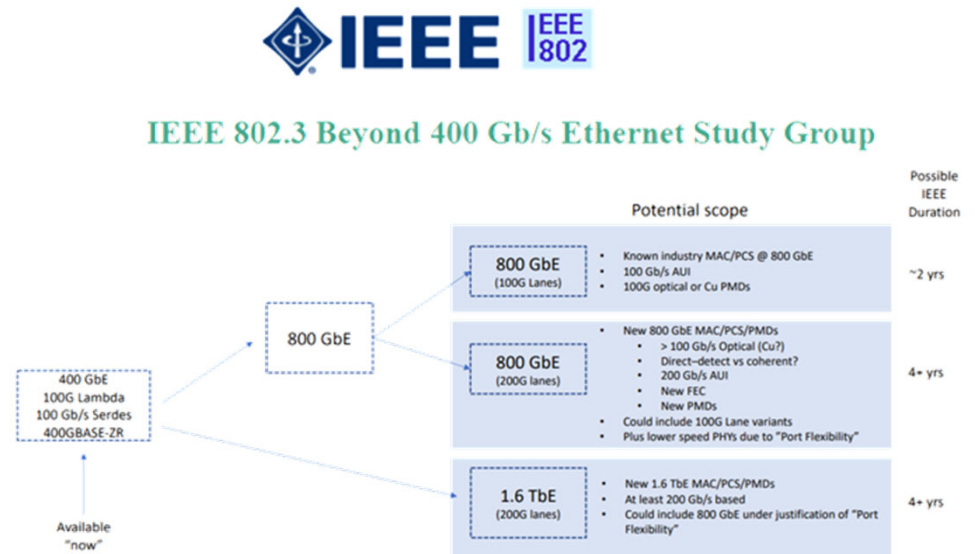 IEEE
IEEE
802
IEEE 802.3 Beyond 400 Gb/s Ethernet Study Group
Possible
IEEE
Duration
Potential scope
800 GbE
(100G Lanes)
• Known industry MAC/PCS @ 800 GbE
• 100 Gb/s AUI
• 100G optical or Cu PMDs
~2 yrs
800 GbE
800 GbE
(200G lanes)
• New 800 GbE MAC/PCS/PMDs
• > 100 Gb/s Optical (Cu?)
• Direct–detect vs coherent?
• 200 Gb/s AUI
• New FEC
• New PMDs
• Could include 100G Lane variants
• Plus lower speed PHYs due to "Port Flexibility"
4+ yrs
400 GbE
100G Lambda
100 Gb/s Serdes
400GBASE-ZR
1.6 TbE
(200G lanes)
• New 1.6 TbE MAC/PCS/PMDs
• At least 200 Gb/s based
• Could include 800 GbE under justification of "Port
Flexibility"
4+ yrs
Available
"now"